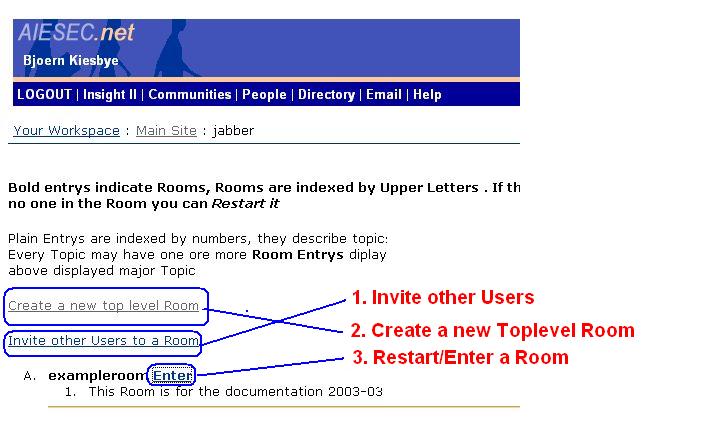 AIESEC.net
Bjoern Kiesbye
LOGOUT | Insight II | Communities | People | Directory | Email | Help
Your Workspace : Main Site : jabber
Bold entrys indicate Rooms, Rooms are indexed by Upper Letters . If th
no one in the Room you can Restart it
Plain Entrys are indexed by numbers, they describe topic:
Every Topic may have one ore more Room Entrys diplay
above displayed major Topic
1. Invite other Users
Create a new top level Room
2. Create a new Toplevel Room
Invite other Users to a Room
3. Restart/Enter a Room
A. exampleroom Enter
1. This Room is for the documentation 2003-03